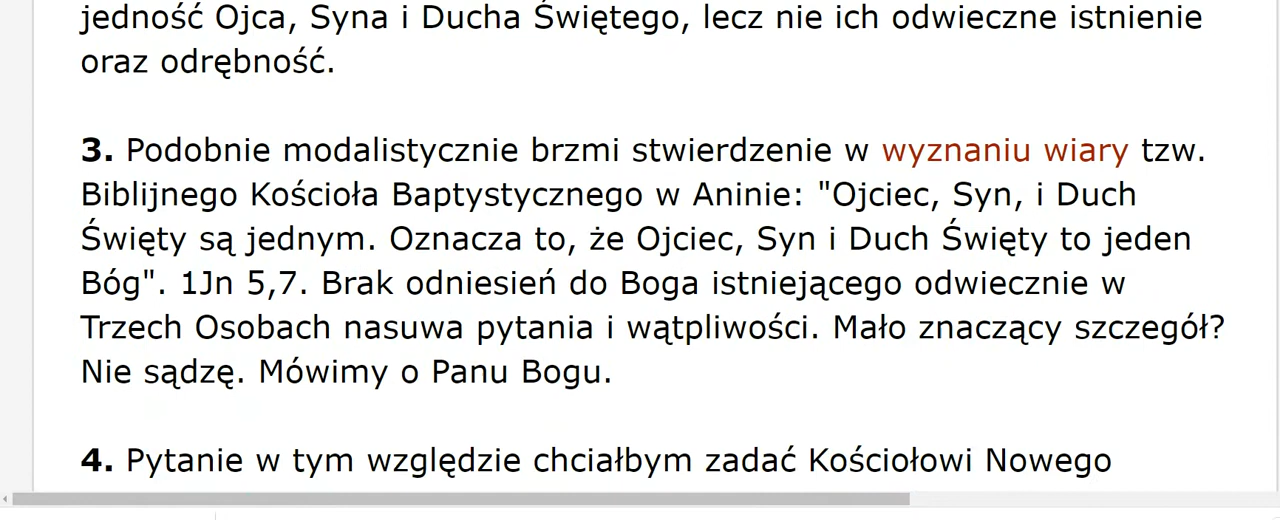 jedność Ojca, Syna i Ducha Świętego, lecz nie ich odwieczne istnienie
oraz odrębność.
3. Podobnie modalistycznie brzmi stwierdzenie w wyznaniu wiary tzw.
Biblijnego Kościoła Baptystycznego w Aninie: "Ojciec, Syn, i Duch
Święty są jednym. Oznacza to, że Ojciec, Syn i Duch Święty to jeden
Bóg". 1Jn 5,7. Brak odniesień do Boga istniejącego odwiecznie w
Trzech Osobach nasuwa pytania i wątpliwości. Mało znaczący szczegół?
Nie sądzę. Mówimy o Panu Bogu.
4. Pytanie w tym względzie chciałbym zadać Kościołowi Nowego